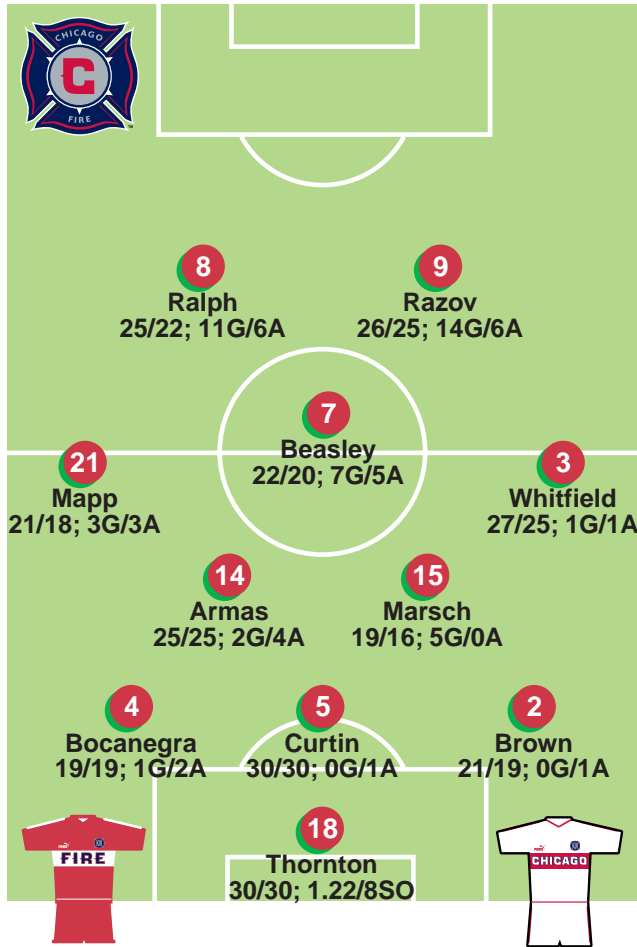 CHICAGO
C
FIRE
™
8
Ralph
25/22; 11G/6A
9
Razov
26/25; 14G/6A
7
Beasley
22/20; 7G/5A
21
Mapp
21/18; 3G/3A
3
Whitfield
27/25; 1G/1A
14
Armas
25/25; 2G/4A
15
Marsch
19/16; 5G/0A
4
Bocanegra
19/19; 1G/2A
5
Curtin
30/30; 0G/1A
2
Brown
21/19; 0G/1A
18
Thornton
30/30; 1.22/8SO
FIRE
CHICAGO